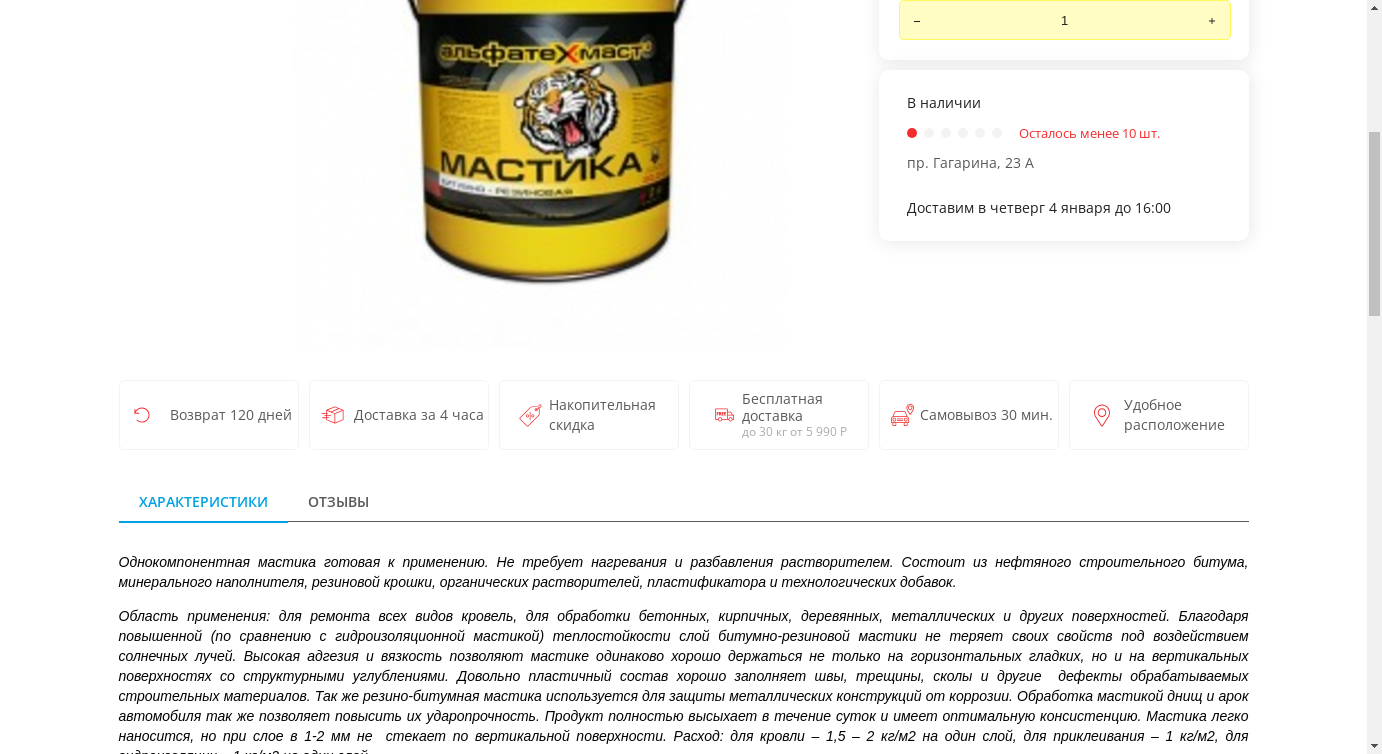 – 1 +
альфатеХмаст
МАСТИКА
БИТУМНО - РЕЗИНОВАЯ
В наличии
Осталось менее 10 шт.
пр. Гагарина, 23 А
Доставим в четверг 4 января до 16:00
Возврат 120 дней
Доставка за 4 часа
Накопительная
скидка
Бесплатная
доставка
до 30 кг от 5 990 Р
Самовывоз 30 мин.
Удобное
расположение
ХАРАКТЕРИСТИКИ ОТЗЫВЫ
Однокомпонентная мастика готовая к применению. Не требует нагревания и разбавления растворителем. Состоит из нефтяного строительного битума,
минерального наполнителя, резиновой крошки, органических растворителей, пластификатора и технологических добавок.
Область применения: для ремонта всех видов кровель, для обработки бетонных, кирпичных, деревянных, металлических и других поверхностей. Благодаря
повышенной (по сравнению с гидроизоляционной мастикой) теплостойкости слой битумно-резиновой мастики не теряет своих свойств под воздействием
солнечных лучей. Высокая адгезия и вязкость позволяют мастике одинаково хорошо держаться не только на горизонтальных гладких, но и на вертикальных
поверхностях со структурными углублениями. Довольно пластичный состав хорошо заполняет швы, трещины, сколы и другие дефекты обрабатываемых
строительных материалов. Так же резино-битумная мастика используется для защиты металлических конструкций от коррозии. Обработка мастикой днищ и арок
автомобиля так же позволяет повысить их ударопрочность. Продукт полностью высыхает в течение суток и имеет оптимальную консистенцию. Мастика легко
наносится, но при слое в 1-2 мм не стекает по вертикальной поверхности. Расход: для кровли – 1,5 – 2 кг/м2 на один слой, для приклеивания – 1 кг/м2, для